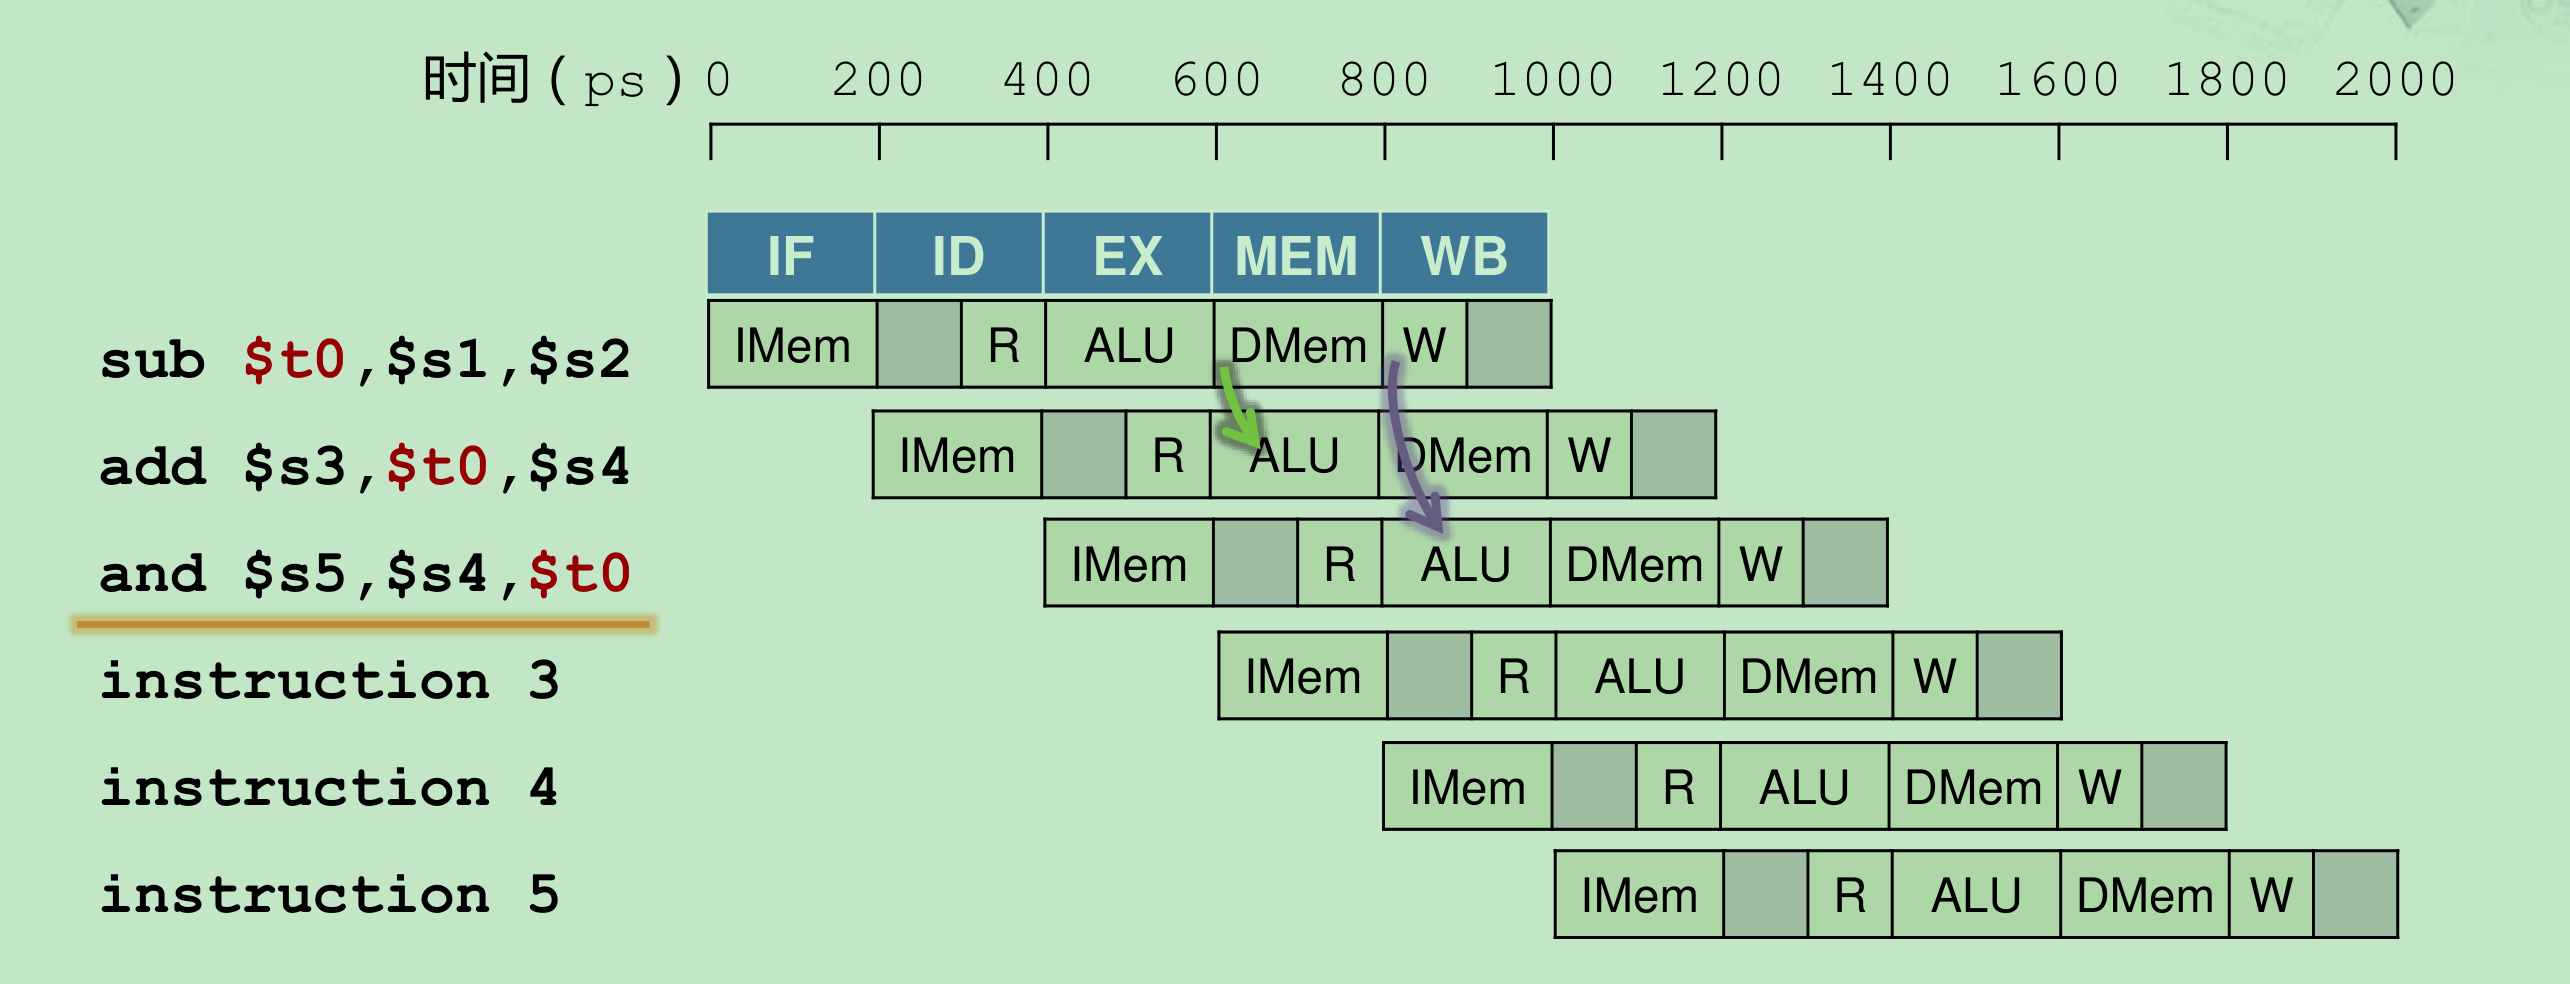 时间(ps) 0 200 400 600 800 1000 1200 1400 1600 1800 2000
IF ID EX MEM WB
sub $t0,$s1,$s2 IMem R ALU DMem W
add $s3,$t0,$s4 IMem R ALU DMem W
and $s5,$s4,$t0 IMem R ALU DMem W
instruction 3 IMem R ALU DMem W
instruction 4 IMem R ALU DMem W
instruction 5 IMem R ALU DMem W